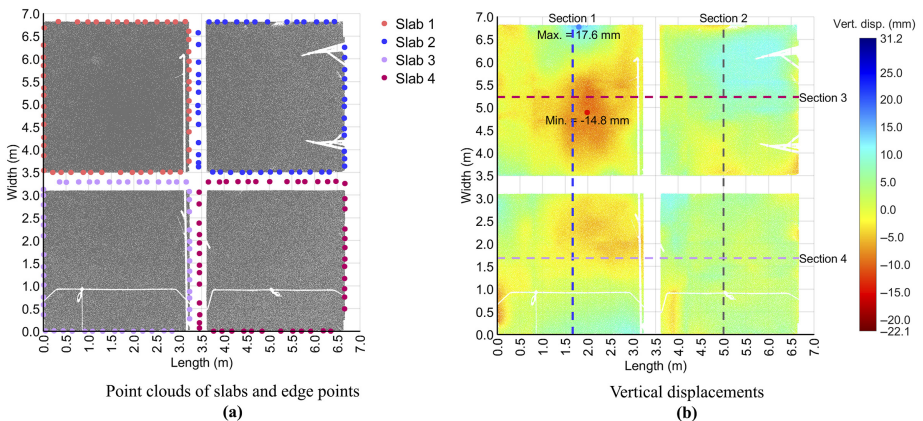 7.0
6.5
6.0
5.5
5.0
4.5
4.0
3.5
3.0
2.5
2.0
1.5
1.0
0.5
0.0
Width (m)
0.0 0.5 1.0 1.5 2.0 2.5 3.0 3.5 4.0 4.5 5.0 5.5 6.0 6.5 7.0
Length (m)
Slab 1
Slab 2
Slab 3
Slab 4
Point clouds of slabs and edge points
(a)
7.0
6.5
6.0
5.5
5.0
4.5
4.0
3.5
3.0
2.5
2.0
1.5
1.0
0.5
0.0
Width (m)
Section 1
Section 2
Max. = 17.6 mm
Section 3
Min. = -14.8 mm
Section 4
0.0 0.5 1.0 1.5 2.0 2.5 3.0 3.5 4.0 4.5 5.0 5.5 6.0 6.5 7.0
Length (m)
Vert. disp. (mm)
31.2
25.0
20.0
15.0
10.0
5.0
0.0
−5.0
−10.0
−15.0
−20.0
−22.1
Vertical displacements
(b)